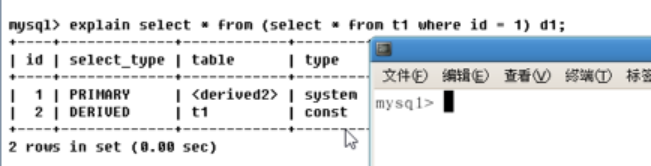 mysql> explain select * from (select * from t1 where id = 1) d1;
+----+-------------+------------+--------
| id | select_type | table | type
+----+-------------+------------+--------
| 1 | PRIMARY | <derived2> | system
| 2 | DERIVED | t1 | const
+----+-------------+------------+--------
2 rows in set (0.00 sec)
文件(F) 编辑(E) 查看(V) 终端(T) 标签
mysql>